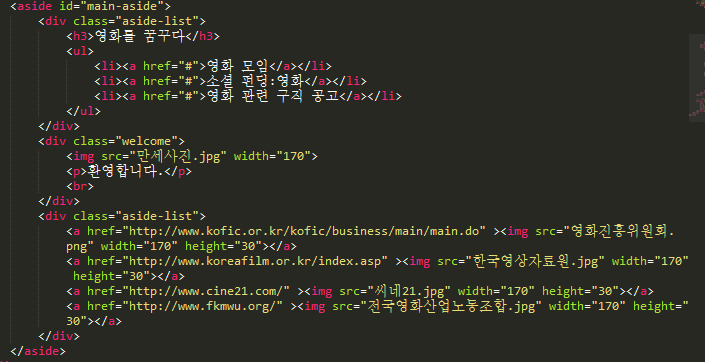 <aside id="main-aside">
<div class="aside-list">
<h3>영화를 꿈꾸다</h3>
<ul>
<li><a href="#">영화 모임</a></li>
<li><a href="#">소셜 펀딩:영화</a></li>
<li><a href="#">영화 관련 구직 공고</a></li>
</ul>
</div>
<div class="welcome">
<img src="만세사진.jpg" width="170">
<p>환영합니다.</p>
<br>
</div>
<div class="aside-list">
<a href="http://www.kofic.or.kr/kofic/business/main/main.do" ><img src="영화진흥위원회.
png" width="170" height="30"></a>
<a href="http://www.koreafilm.or.kr/index.asp" ><img src="한국영상자료원.jpg" width="170"
height="30"></a>
<a href="http://www.cine21.com/" ><img src="씨네21.jpg" width="170" height="30"></a>
<a href="http://www.fkmwu.org/" ><img src="전국영화산업노동조합.jpg" width="170" height="
30"></a>
</div>
</aside>